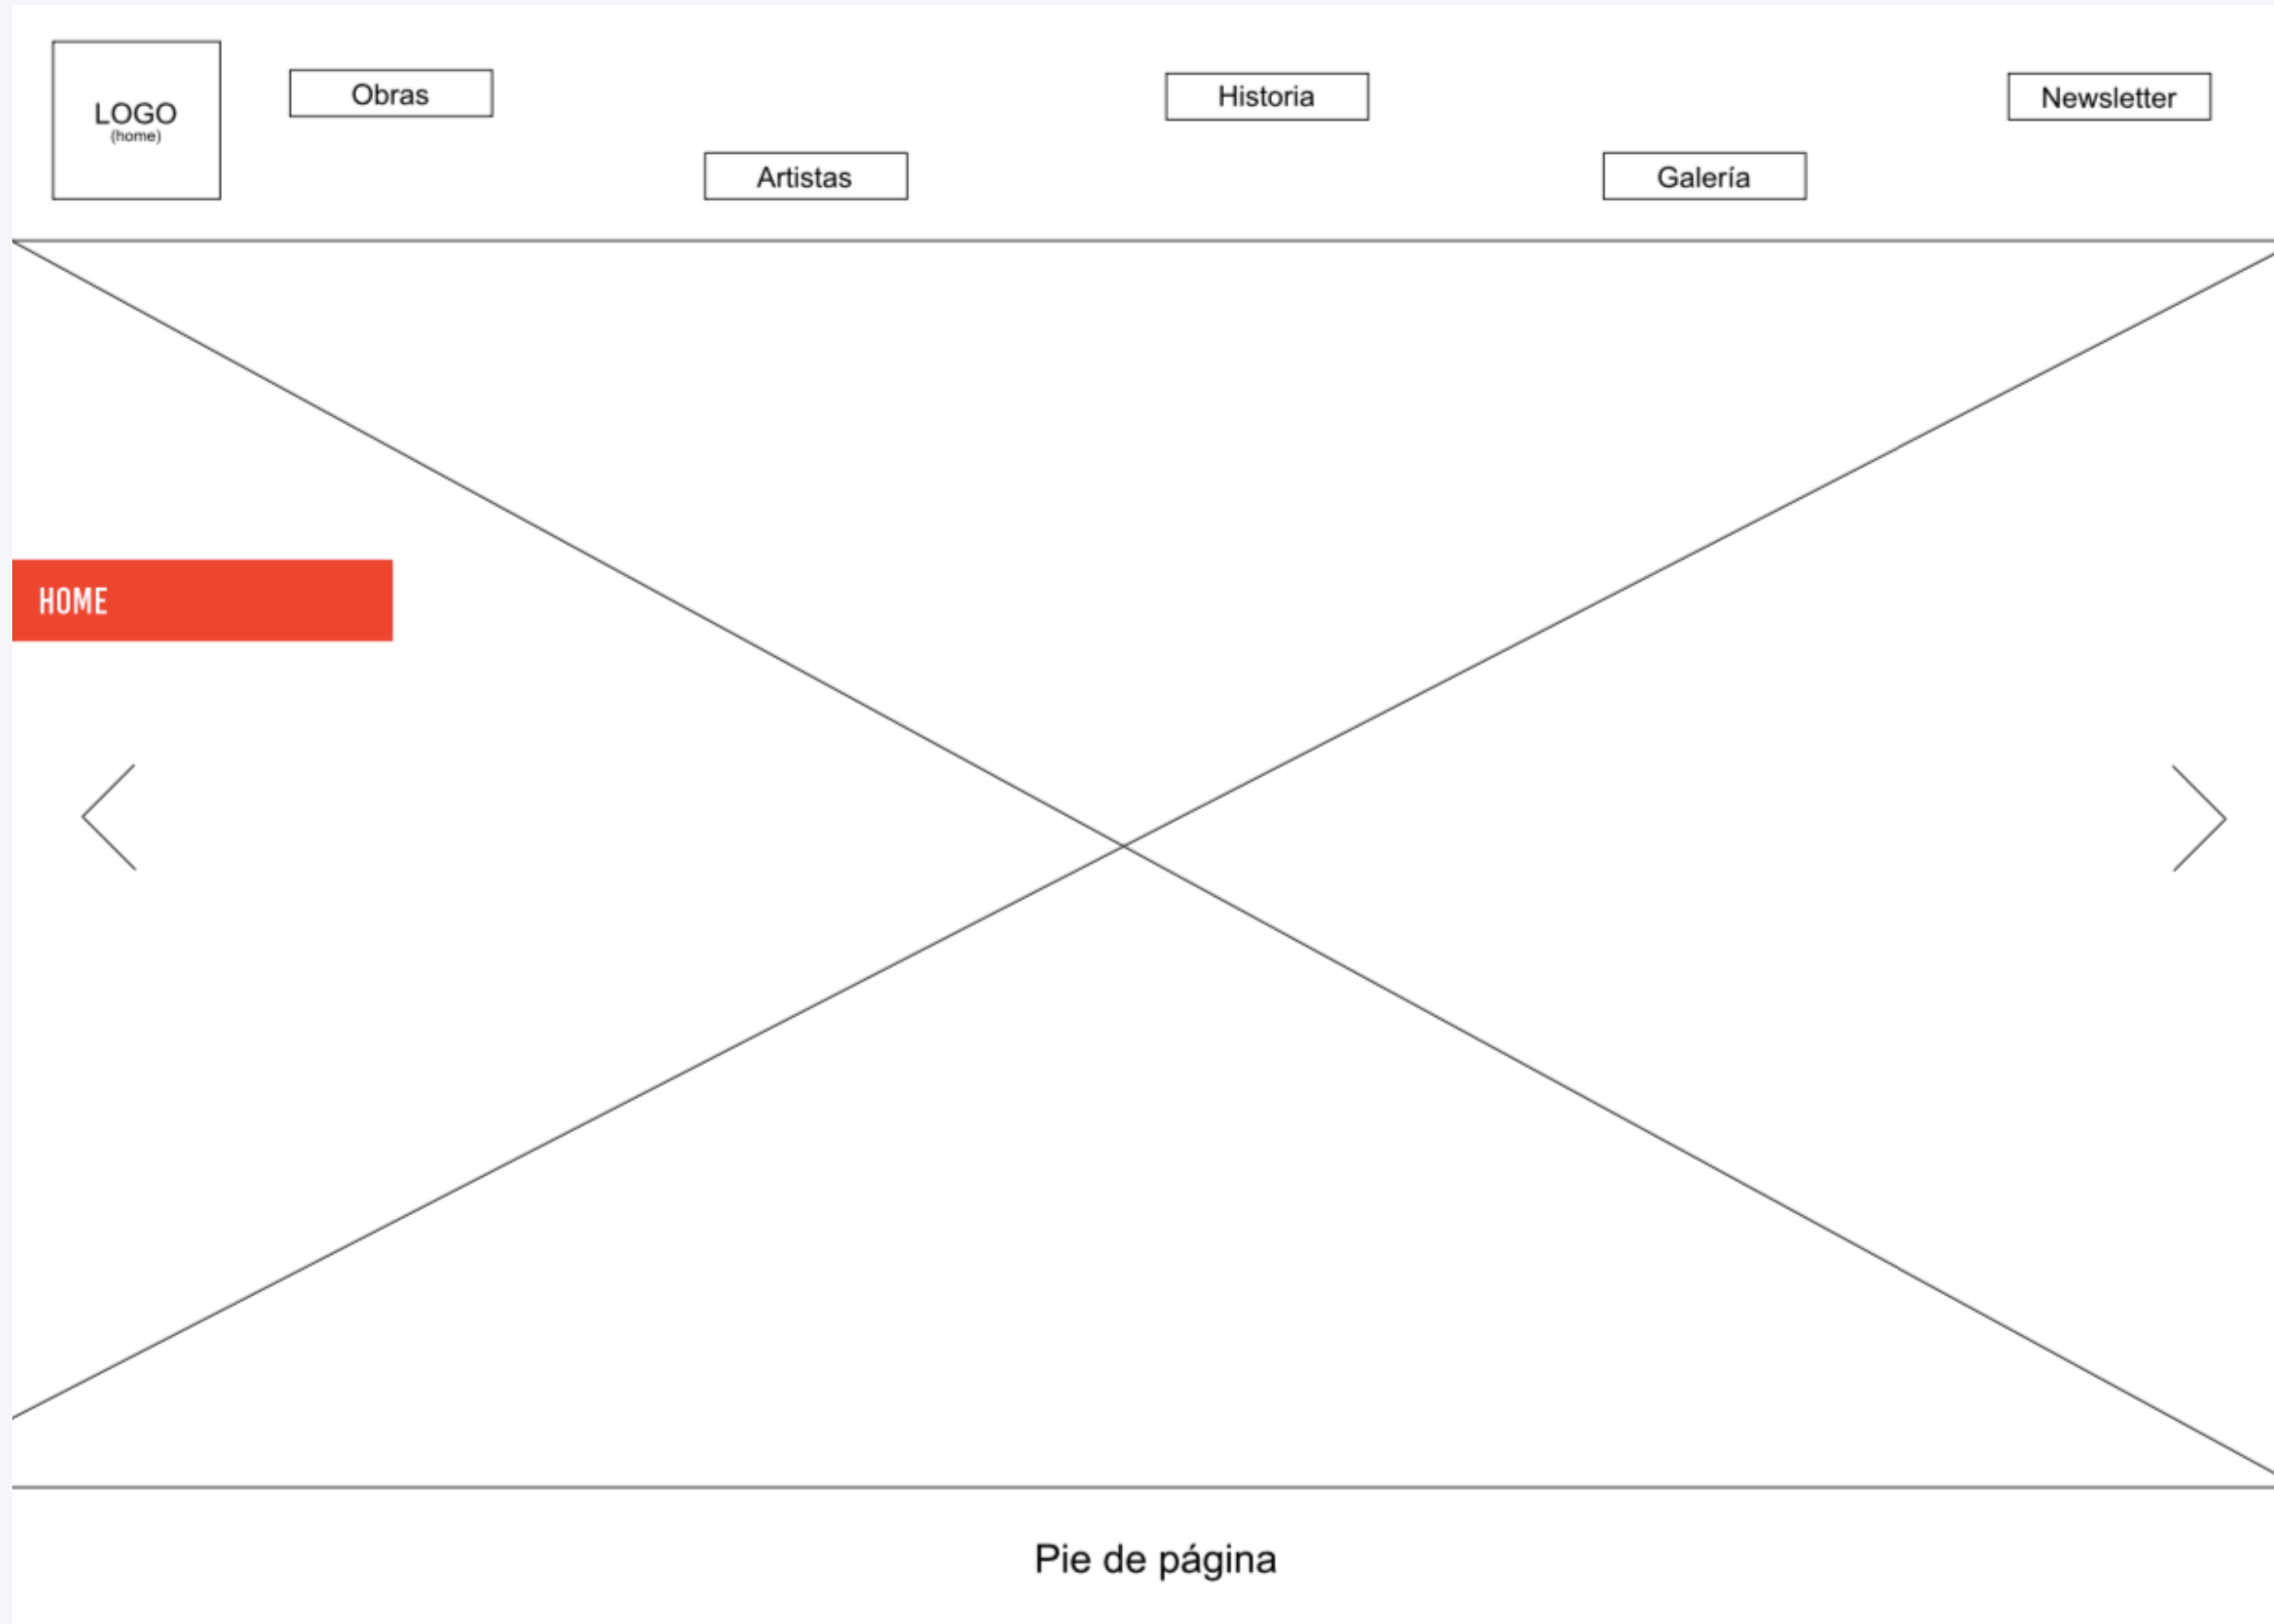 LOGO
(home)
Obras
Artistas
Historia
Galería
Newsletter
HOME
Pie de página